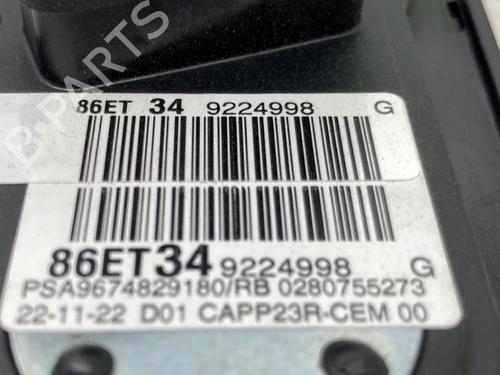 B-PARTS
86ET 34 9224998 G
86ET34 9224998 G
PSA9674829180/RB 0280755273
22-11-22 D01 CAPP23R-CEM 00